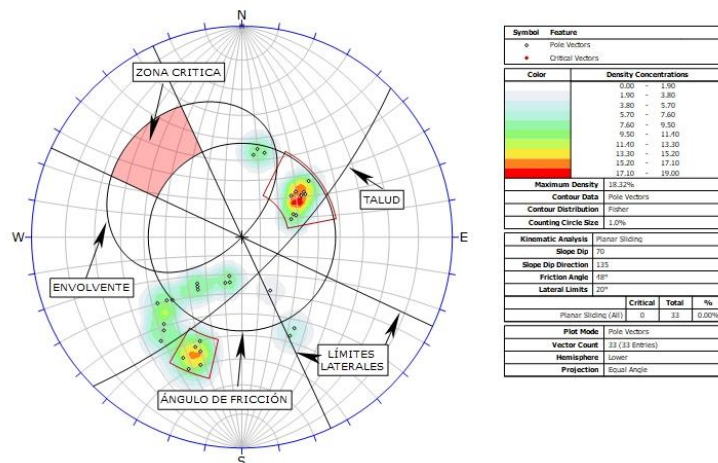 N
ZONA CRITICA
TALUD
W
E
ENVOLVENTE
LÍMITES
LATERALES
ÁNGULO DE FRICCIÓN
S
Symbol Feature
Pole Vectors
Critical Vectors
Color Density Concentrations
0.00 - 1.90
1.90 - 3.80
3.80 - 5.70
5.70 - 7.60
7.60 - 9.50
9.50 - 11.40
11.40 - 13.30
13.30 - 15.20
15.20 - 17.10
17.10 - 19.00
Maximum Density 18.32%
Contour Data Pole Vectors
Contour Distribution Fisher
Counting Circle Size 1.0%
Kinematic Analysis Planar Sliding
Slope Dip 70
Slope Dip Direction 135
Friction Angle 48°
Lateral Limits 20°
Critical Total %
Planar Sliding (All) 0 33 0.00%
Plot Mode Pole Vectors
Vector Count 33 (33 Entries)
Hemisphere Lower
Projection Equal Angle